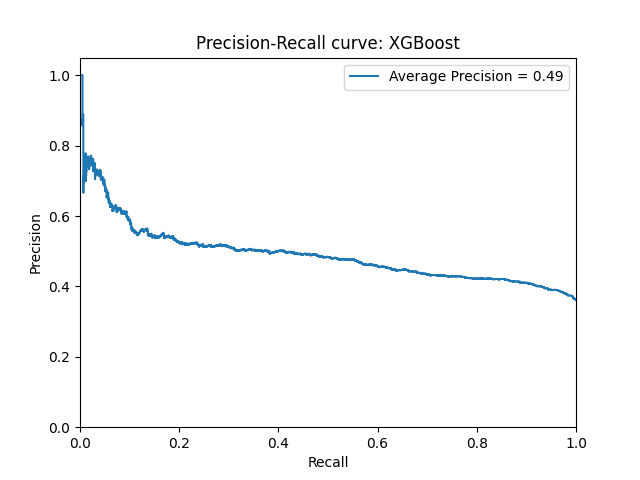 Precision-Recall curve: XGBoost
Average Precision = 0.49
Precision
1.0
0.8
0.6
0.4
0.2
0.0
0.0 0.2 0.4 0.6 0.8 1.0
Recall